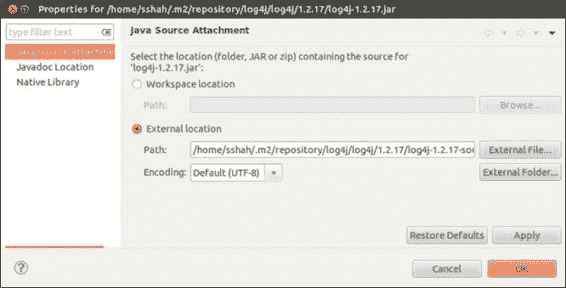 Properties for /home/sshah/.m2/repository/log4j/log4j/1.2.17/log4j-1.2.17.jar
type filter text
Java Source Attachment
Javadoc Location
Native Library
Select the location (folder, JAR or zip) containing the source for
'log4j-1.2.17.jar':
Workspace location
Path:
Browse...
External location
Path: /home/sshah/.m2/repository/log4j/log4j/1.2.17/log4j-1.2.17-sou
External File...
Encoding: Default (UTF-8)
External Folder...
Restore Defaults
Apply
?
Cancel
OK